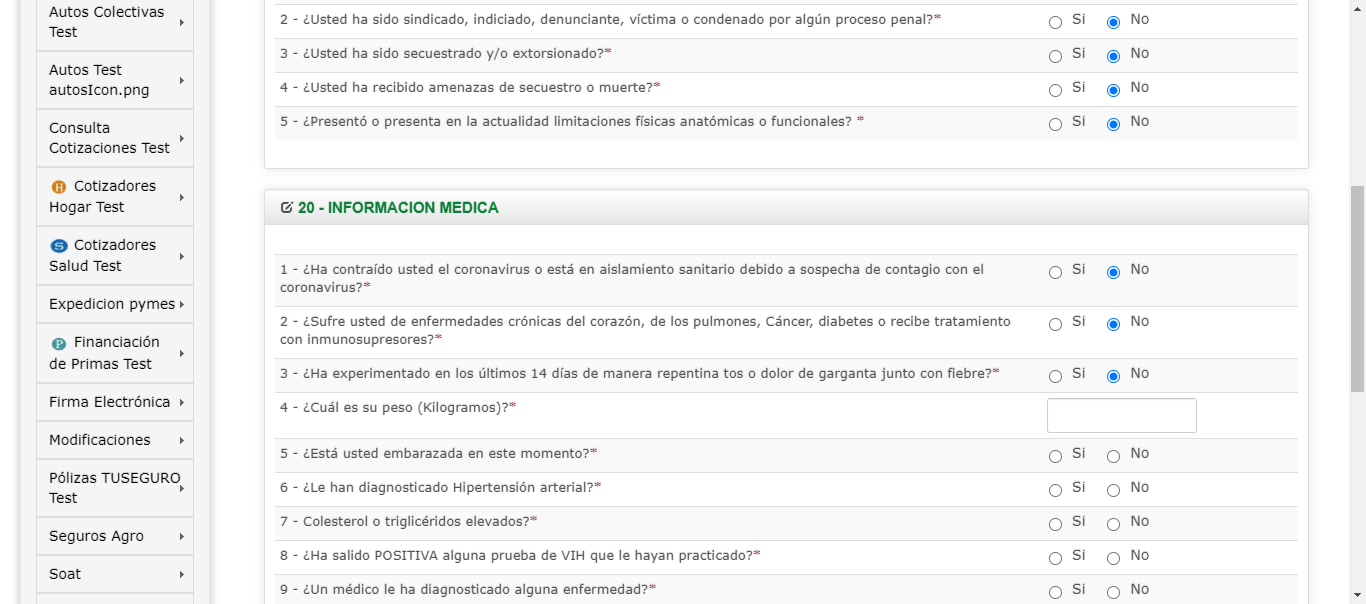 Autos Colectivas
Test
Autos Test
autosIcon.png
Consulta
Cotizaciones Test
H Cotizadores
Hogar Test
S Cotizadores
Salud Test
Expedicion pymes
P Financiación
de Primas Test
Firma Electrónica
Modificaciones
Pólizas TUSEGURO
Test
Seguros Agro
Soat
2 - ¿Usted ha sido sindicado, indiciado, denunciante, víctima o condenado por algún proceso penal?* Si No
3 - ¿Usted ha sido secuestrado y/o extorsionado?* Si No
4 - ¿Usted ha recibido amenazas de secuestro o muerte?* Si No
5 - ¿Presentó o presenta en la actualidad limitaciones físicas anatómicas o funcionales? * Si No
20 - INFORMACION MEDICA
1 - ¿Ha contraído usted el coronavirus o está en aislamiento sanitario debido a sospecha de contagio con el Si No
coronavirus?*
2 - ¿Sufre usted de enfermedades crónicas del corazón, de los pulmones, Cáncer, diabetes o recibe tratamiento Si No
con inmunosupresores?*
3 - ¿Ha experimentado en los últimos 14 días de manera repentina tos o dolor de garganta junto con fiebre?* Si No
4 - ¿Cuál es su peso (Kilogramos)?*
5 - ¿Está usted embarazada en este momento?* Si No
6 - ¿Le han diagnosticado Hipertensión arterial?* Si No
7 - Colesterol o triglicéridos elevados?* Si No
8 - ¿Ha salido POSITIVA alguna prueba de VIH que le hayan practicado?* Si No
9 - ¿Un médico le ha diagnosticado alguna enfermedad?* Si No